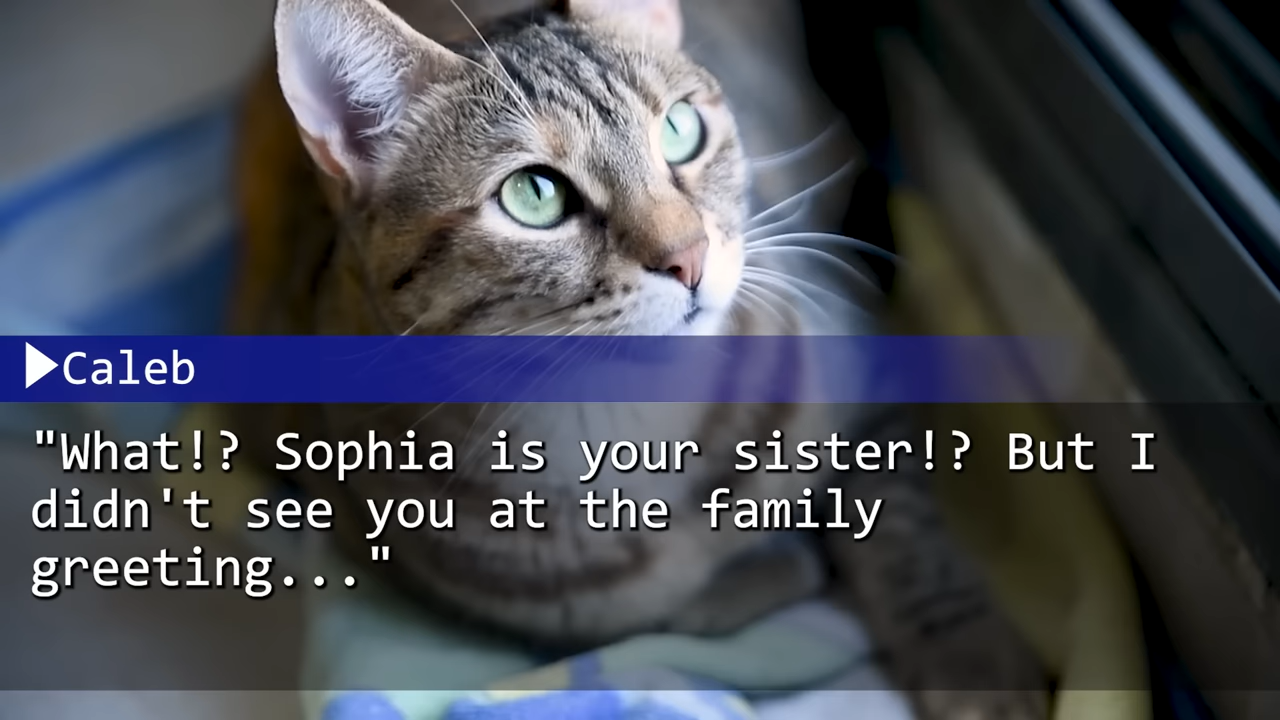 Caleb
"What!? Sophia is your sister!? But I
didn't see you at the family
greeting..."